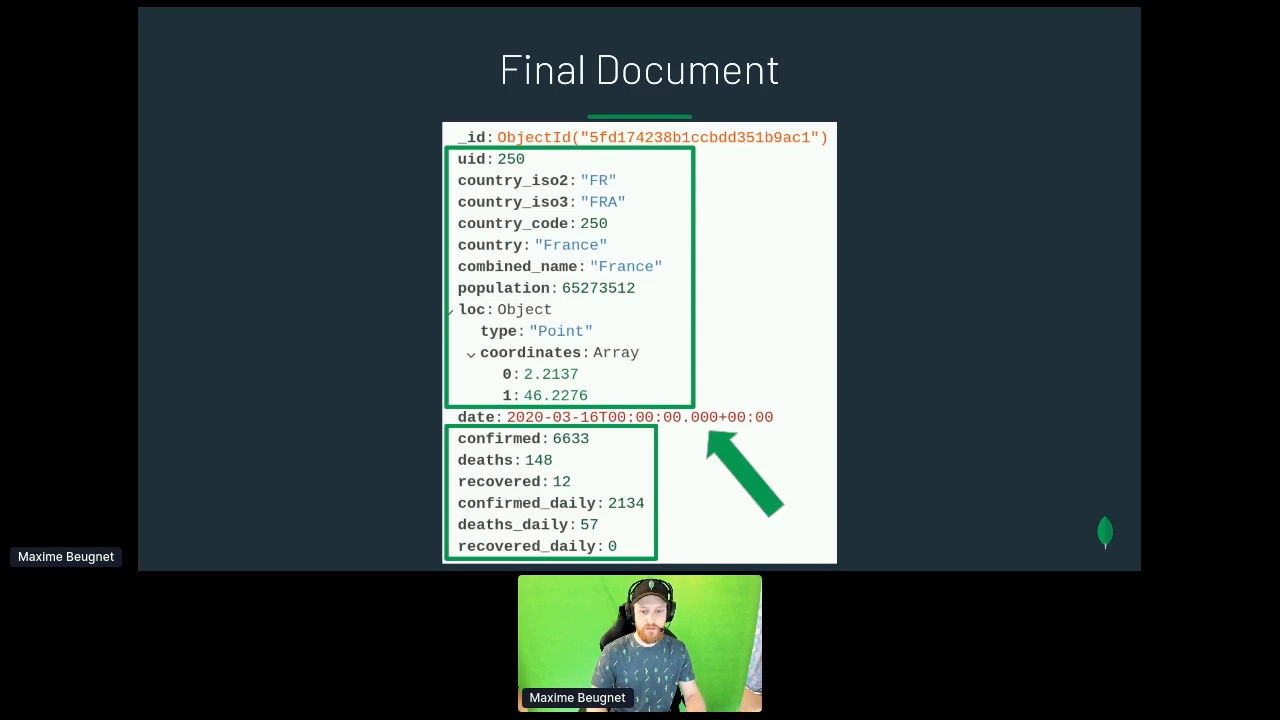 Final Document
_id: ObjectId("5fd174238b1ccbdd351b9ac1")
uid: 250
country_iso2: "FR"
country_iso3: "FRA"
country_code: 250
country: "France"
combined_name: "France"
population: 65273512
loc: Object
type: "Point"
coordinates: Array
0: 2.2137
1: 46.2276
date: 2020-03-16T00:00:00.000+00:00
confirmed: 6633
deaths: 148
recovered: 12
confirmed_daily: 2134
deaths_daily: 57
recovered_daily: 0
Maxime Beugnet
Maxime Beugnet